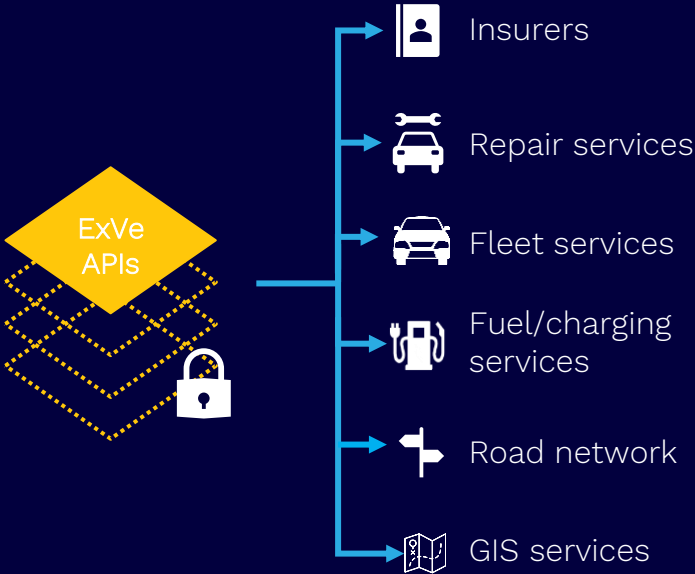 Insurers
Repair services
ExVe
APIs
Fleet services
Fuel/charging
services
Road network
GIS services